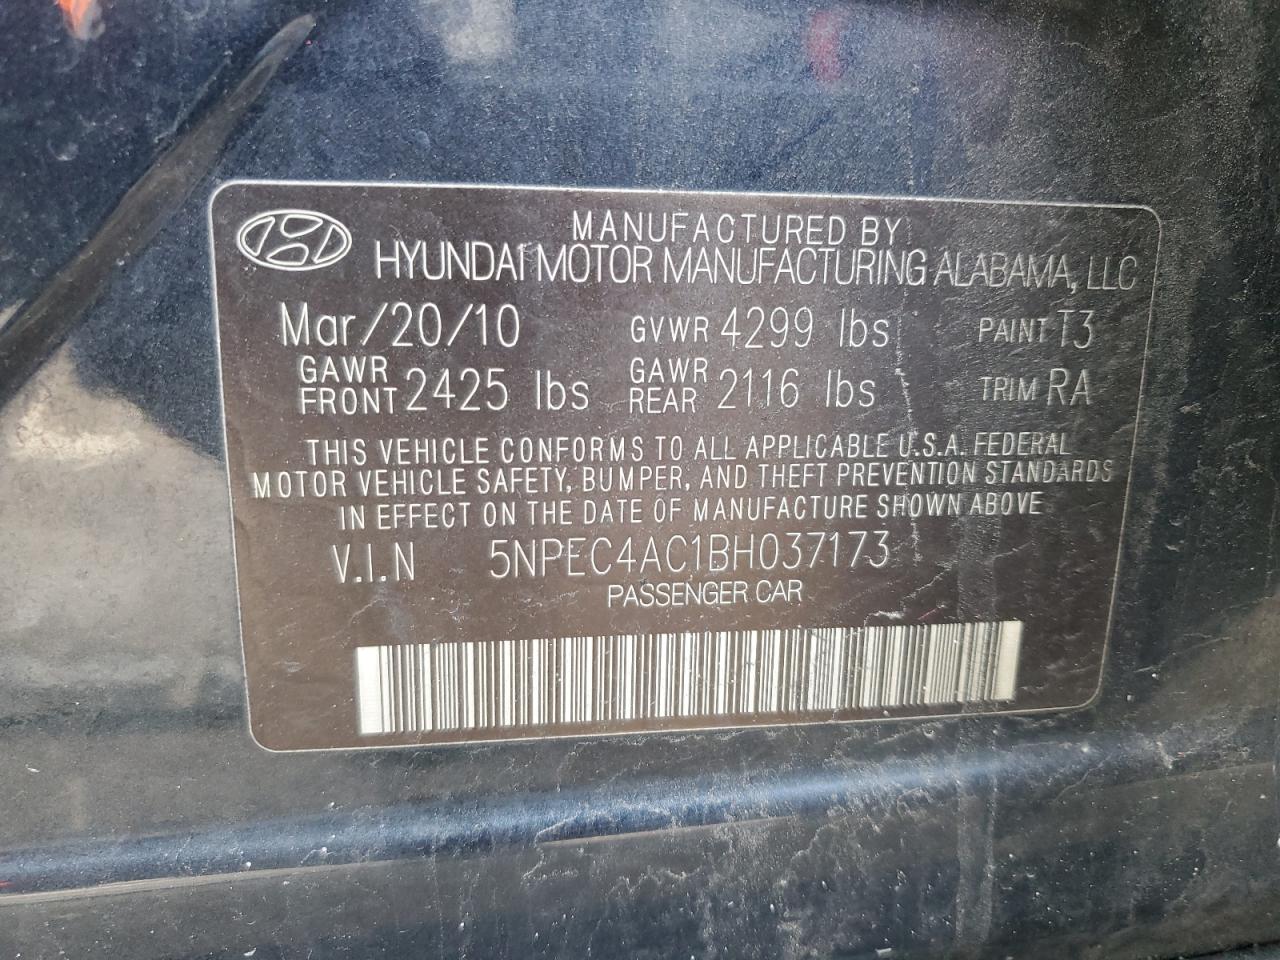 MANUFACTURED BY
HYUNDAI MOTOR MANUFACTURING ALABAMA, LLC
Mar/20/10 GVWR 4299 lbs PAINT T3
GAWR FRONT 2425 lbs GAWR REAR 2116 lbs TRIM RA
THIS VEHICLE CONFORMS TO ALL APPLICABLE U.S.A. FEDERAL
MOTOR VEHICLE SAFETY, BUMPER, AND THEFT PREVENTION STANDARDS
IN EFFECT ON THE DATE OF MANUFACTURE SHOWN ABOVE
V.I.N 5NPEC4AC1BH037173
PASSENGER CAR